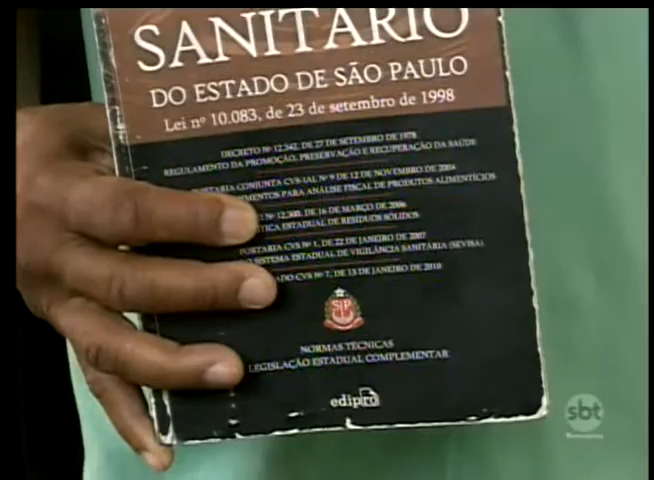 SANITÁRIO
DO ESTADO DE SÃO PAULO
Lei nº 10.083, de 23 de setembro de 1998
DECRETO Nº 12.342, DE 27 DE SETEMBRO DE 1978
REGULAMENTO DA PROMOÇÃO, PRESERVAÇÃO E RECUPERAÇÃO DA SAÚDE
PORTARIA CONJUNTA CVS-IAL Nº 9 DE 12 DE NOVEMBRO DE 2004
MENTOS PARA ANÁLISE FISCAL DE PRODUTOS ALIMENTÍCIOS
Nº 12.300, DE 16 DE MARÇO DE 2006
TICA ESTADUAL DE RESÍDUOS SÓLIDOS
PORTARIA CVS Nº 1, DE 22 DE JANEIRO DE 2007
SISTEMA ESTADUAL DE VIGILÂNCIA SANITÁRIA (SEVISA)
ADO CVS Nº 7, DE 13 DE JANEIRO DE 2010
SP
NORMAS TÉCNICAS
LEGISLAÇÃO ESTADUAL COMPLEMENTAR
edipro
sbt